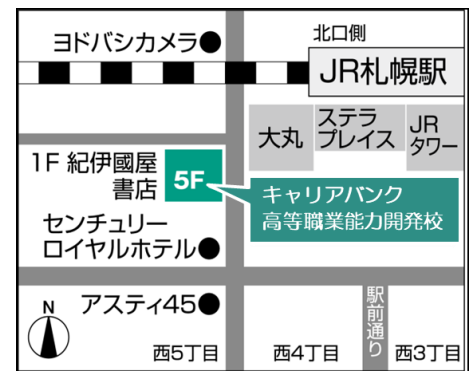 ヨドバシカメラ●
北口側
JR札幌駅
大丸
ステラ
プレイス
JR
タワー
1F 紀伊國屋
書店
5F
キャリアバンク
高等職業能力開発校
センチュリー
ロイヤルホテル●
N
アスティ45●
駅前通り
西5丁目
西4丁目
西3丁目